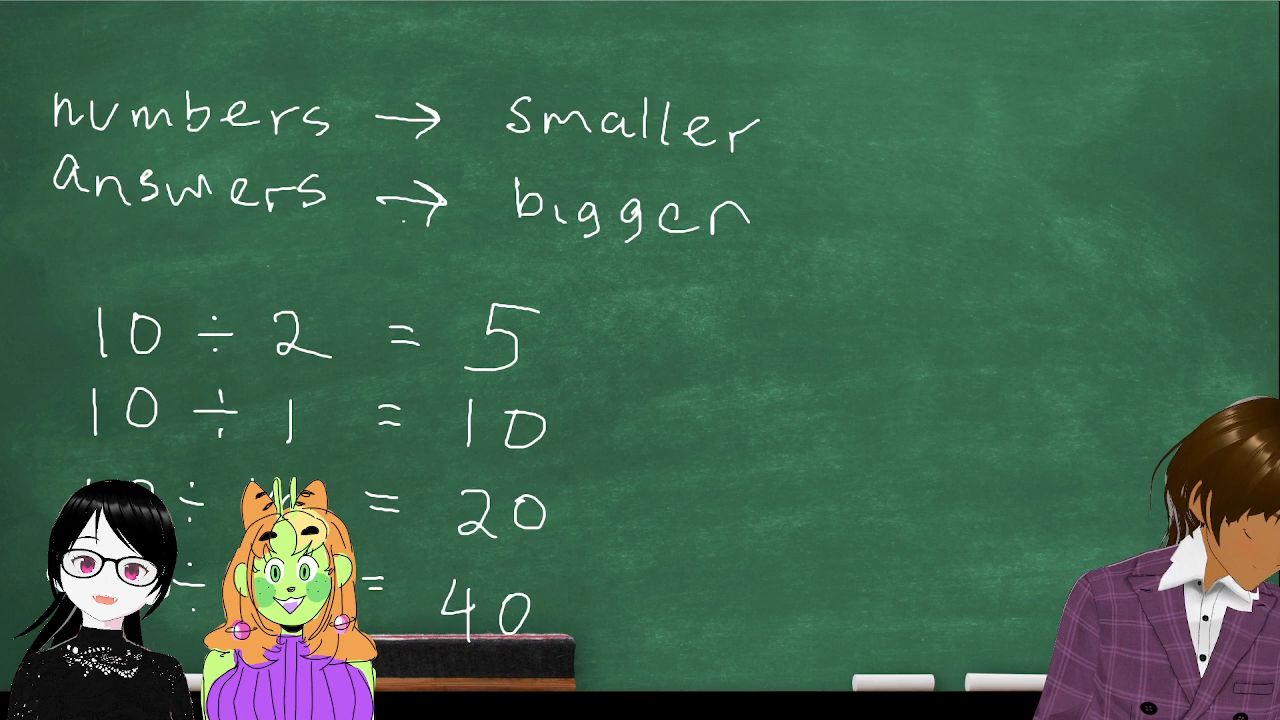 numbers → smaller
answers → bigger
10 ÷ 2 = 5
10 ÷ 1 = 10
÷ = 20
÷ = 40